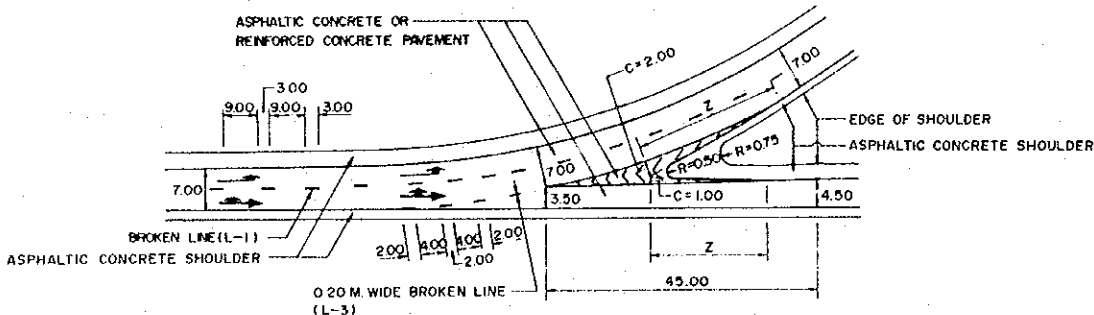 ASPHALTIC CONCRETE OR
REINFORCED CONCRETE PAVEMENT
C=2.00
7.00
3.00
9.00
9.00
3.00
Z
EDGE OF SHOULDER
ASPHALTIC CONCRETE SHOULDER
R=0.50
R=0.75
7.00
7.00
3.50
C=1.00
4.50
BROKEN LINE(L-1)
ASPHALTIC CONCRETE SHOULDER
2.00
4.00
4.00
2.00
2.00
Z
45.00
0.20 M. WIDE BROKEN LINE
(L-3)